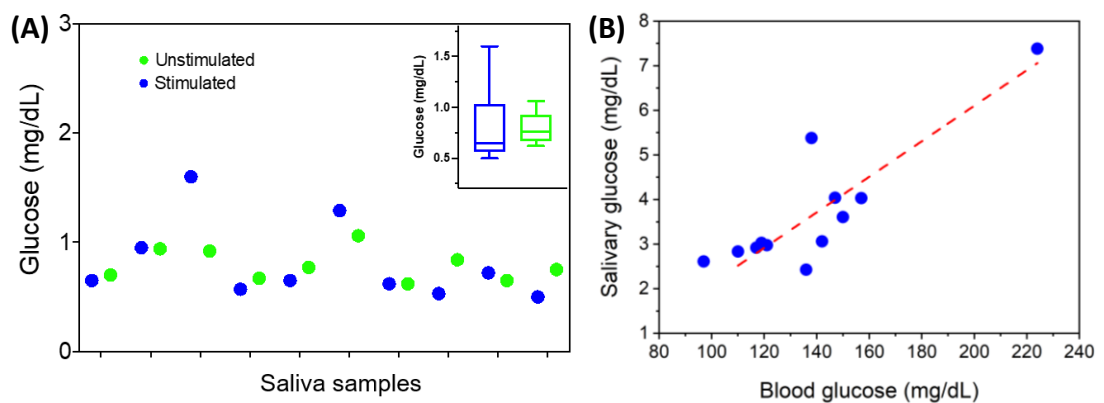 (A)
3
2
1
0
Glucose (mg/dL)
Unstimulated
Stimulated
Glucose (mg/dL)
1.5
1.0
0.5
Saliva samples
(B)
8
7
6
5
4
3
2
1
Salivary glucose (mg/dL)
80 100 120 140 160 180 200 220 240
Blood glucose (mg/dL)